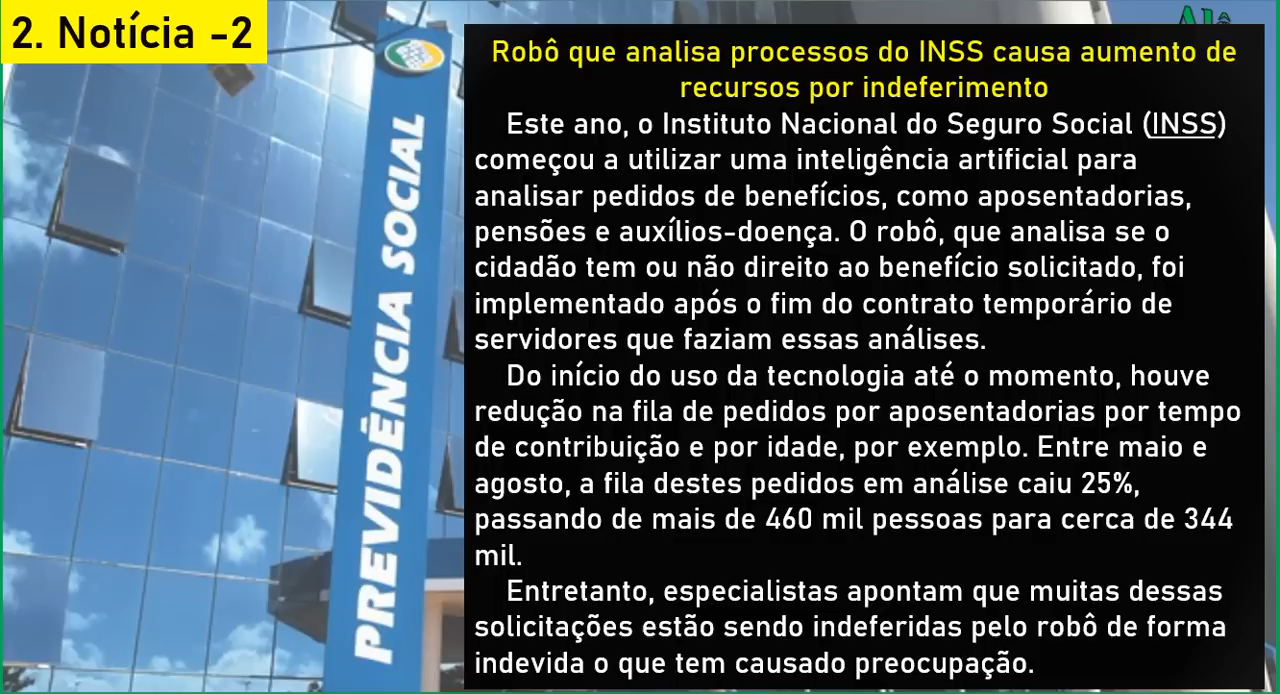 2. Notícia -2
Robô que analisa processos do INSS causa aumento de
recursos por indeferimento
Este ano, o Instituto Nacional do Seguro Social (INSS)
começou a utilizar uma inteligência artificial para
analisar pedidos de benefícios, como aposentadorias,
pensões e auxílios-doença. O robô, que analisa se o
cidadão tem ou não direito ao benefício solicitado, foi
implementado após o fim do contrato temporário de
servidores que faziam essas análises.
Do início do uso da tecnologia até o momento, houve
redução na fila de pedidos por aposentadorias por tempo
de contribuição e por idade, por exemplo. Entre maio e
agosto, a fila destes pedidos em análise caiu 25%,
passando de mais de 460 mil pessoas para cerca de 344
mil.
Entretanto, especialistas apontam que muitas dessas
solicitações estão sendo indeferidas pelo robô de forma
indevida o que tem causado preocupação.
PREVIDÊNCIA SOCIAL